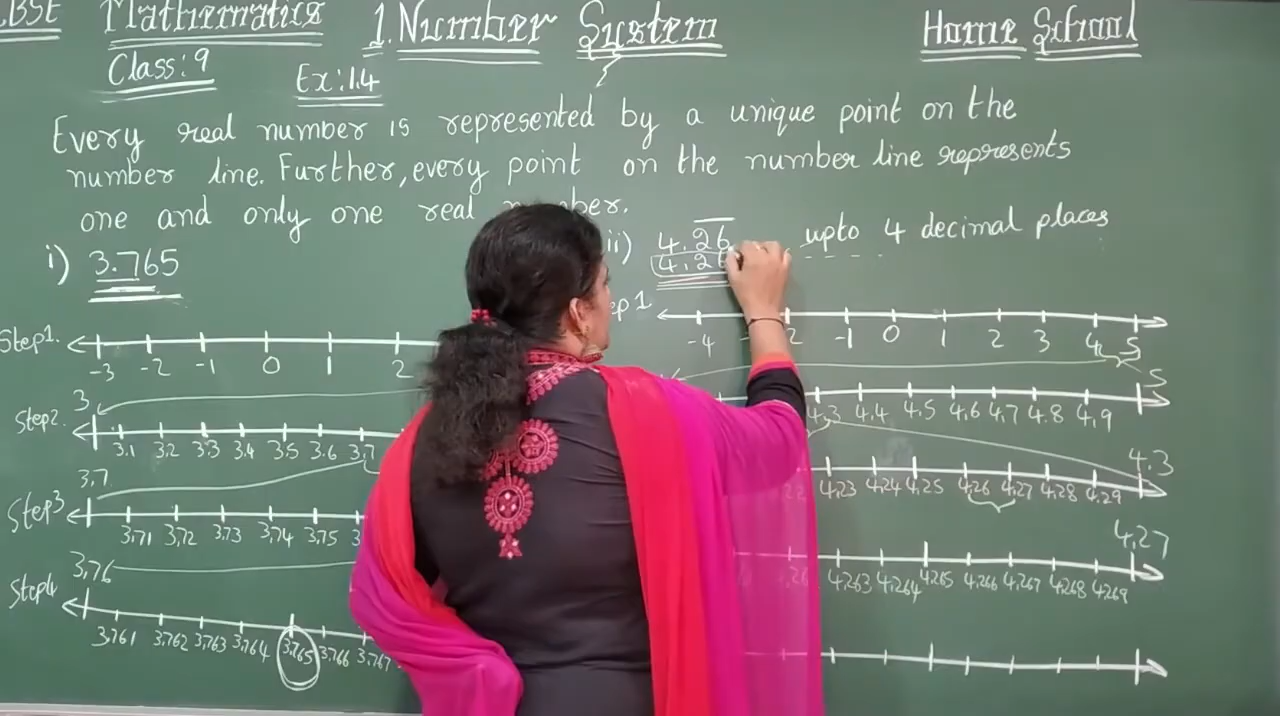 CBSE Mathematics 1. Number System Home School
Class: 9
Ex: 1.4
Every real number is represented by a unique point on the
number line. Further, every point on the number line represents
one and only one real number.
i) 3.765
ii) 4.26 upto 4 decimal places
4.26
Step1.
-3 -2 -1 0 1 2
3
Step2.
3.1 3.2 3.3 3.4 3.5 3.6 3.7
3.7
Step3
3.71 3.72 3.73 3.74 3.75
3.76
Step4
3.761 3.762 3.763 3.764 3.765 3.766 3.767
ep1
-4 2 -1 0 1 2 3 4 5
5
4.3 4.4 4.5 4.6 4.7 4.8 4.9
4.3
4.23 4.24 4.25 4.26 4.27 4.28 4.29
4.27
4.263 4.264 4.265 4.266 4.267 4.268 4.269